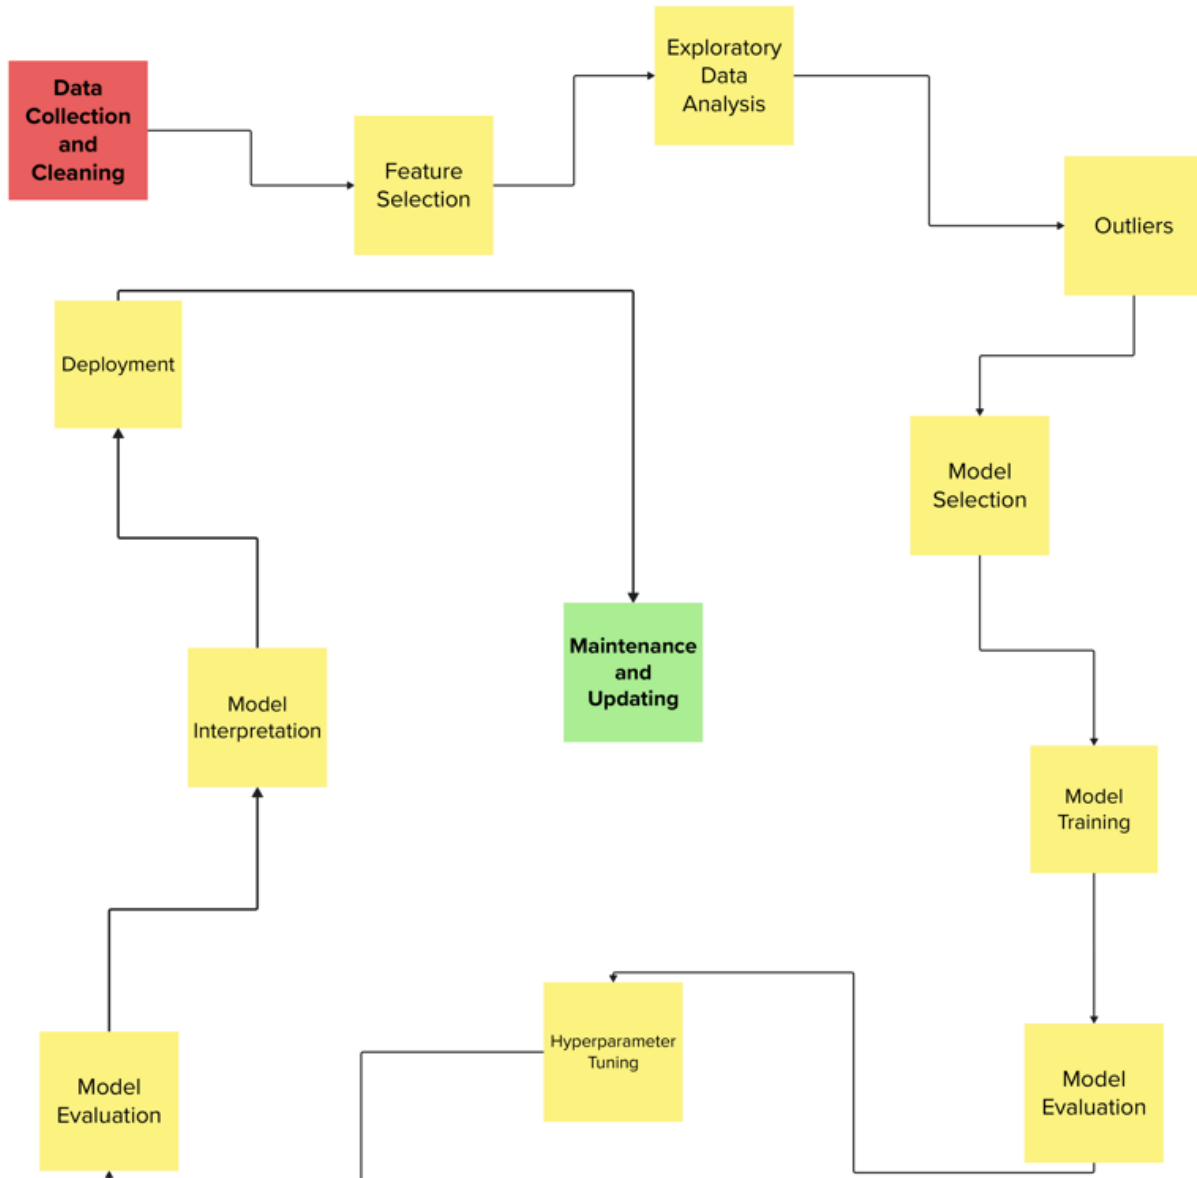 Data
Collection
and
Cleaning
Feature
Selection
Exploratory
Data
Analysis
Outliers
Model
Selection
Model
Training
Model
Evaluation
Hyperparameter
Tuning
Model
Evaluation
Model
Interpretation
Deployment
Maintenance
and
Updating